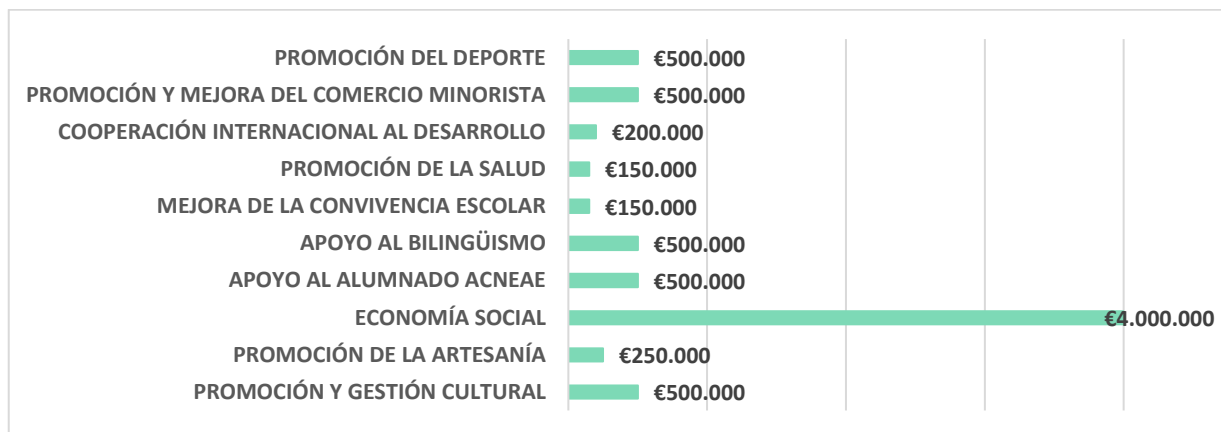 PROMOCIÓN DEL DEPORTE €500.000
PROMOCIÓN Y MEJORA DEL COMERCIO MINORISTA €500.000
COOPERACIÓN INTERNACIONAL AL DESARROLLO €200.000
PROMOCIÓN DE LA SALUD €150.000
MEJORA DE LA CONVIVENCIA ESCOLAR €150.000
APOYO AL BILINGÜISMO €500.000
APOYO AL ALUMNADO ACNEAE €500.000
ECONOMÍA SOCIAL €4.000.000
PROMOCIÓN DE LA ARTESANÍA €250.000
PROMOCIÓN Y GESTIÓN CULTURAL €500.000